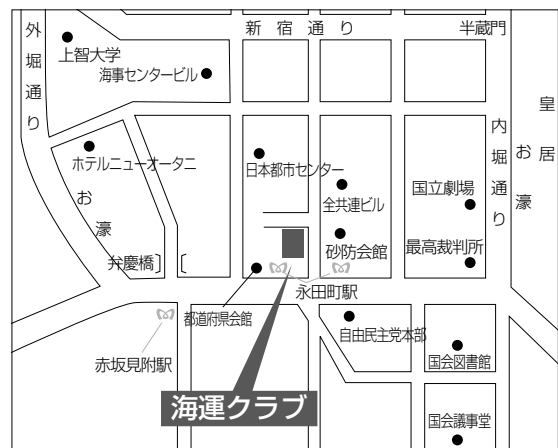 外堀通り
上智大学
新宿通り
半蔵門
海事センタービル
皇居
お濠
内堀通り
ホテルニューオータニ
日本都市センター
お濠
全共連ビル
国立劇場
弁慶橋
砂防会館
最高裁判所
永田町駅
都道府県会館
自由民主党本部
赤坂見附駅
国会図書館
海運クラブ
国会議事堂